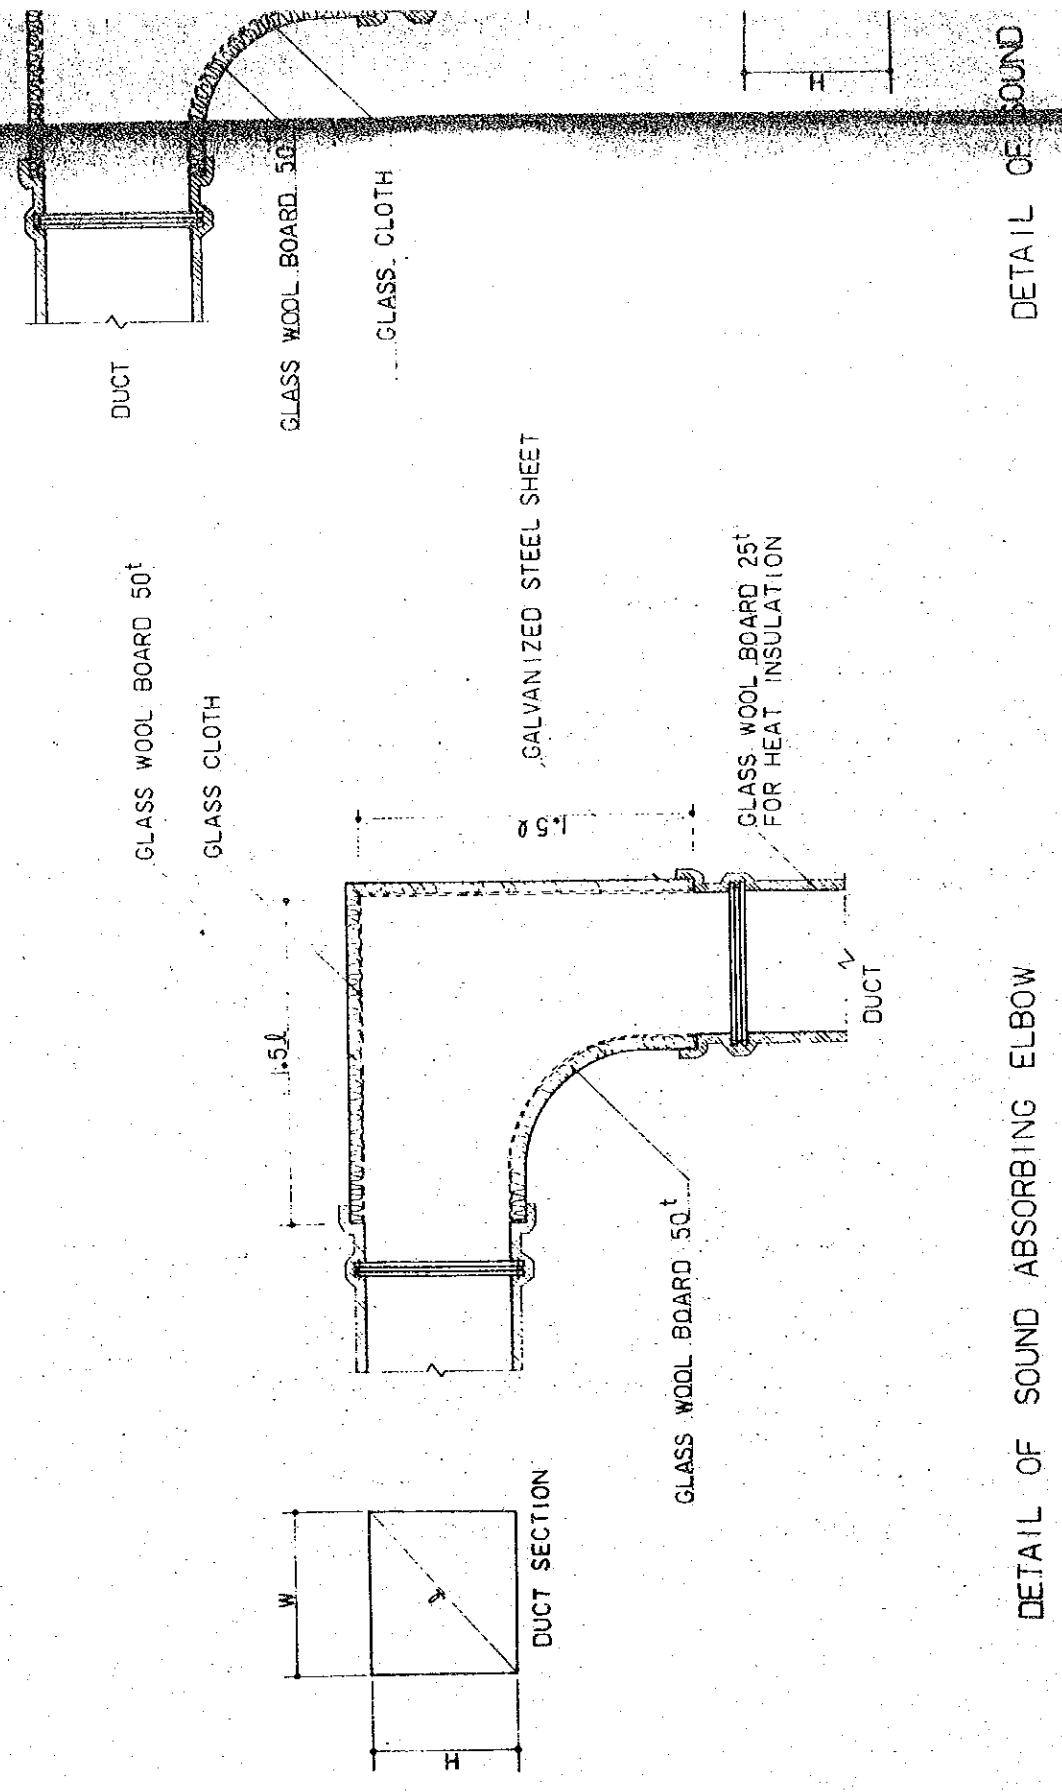 GLASS WOOL BOARD 50t
GLASS CLOTH
1.5ℓ
1.5ℓ
GALVANIZED STEEL SHEET
W
H
ℓ
DUCT SECTION
GLASS WOOL BOARD 50t
GLASS WOOL BOARD 25t
FOR HEAT INSULATION
DUCT
DETAIL OF SOUND ABSORBING ELBOW
DUCT
GLASS WOOL BOARD 50
GLASS CLOTH
H
DETAIL OF SOUND